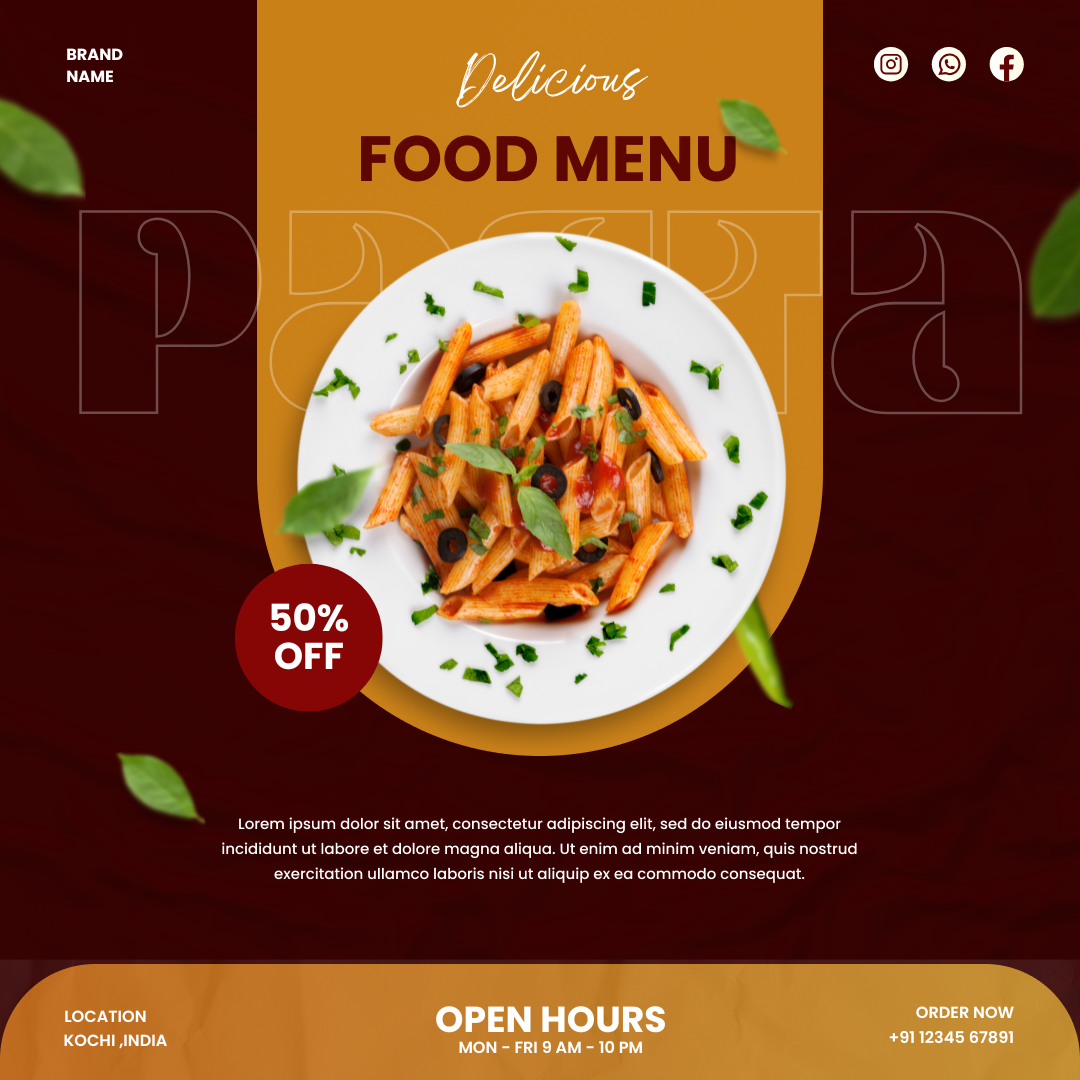 BRAND
NAME
Delicious
FOOD MENU
Pasta
50%
OFF
Lorem ipsum dolor sit amet, consectetur adipiscing elit, sed do eiusmod tempor
incididunt ut labore et dolore magna aliqua. Ut enim ad minim veniam, quis nostrud
exercitation ullamco laboris nisi ut aliquip ex ea commodo consequat.
LOCATION
KOCHI ,INDIA
OPEN HOURS
MON - FRI 9 AM - 10 PM
ORDER NOW
+91 12345 67891